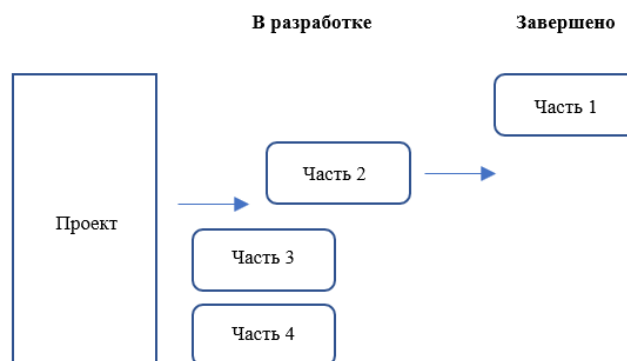 В разработке
Завершено
Часть 1
Часть 2
Проект
Часть 3
Часть 4